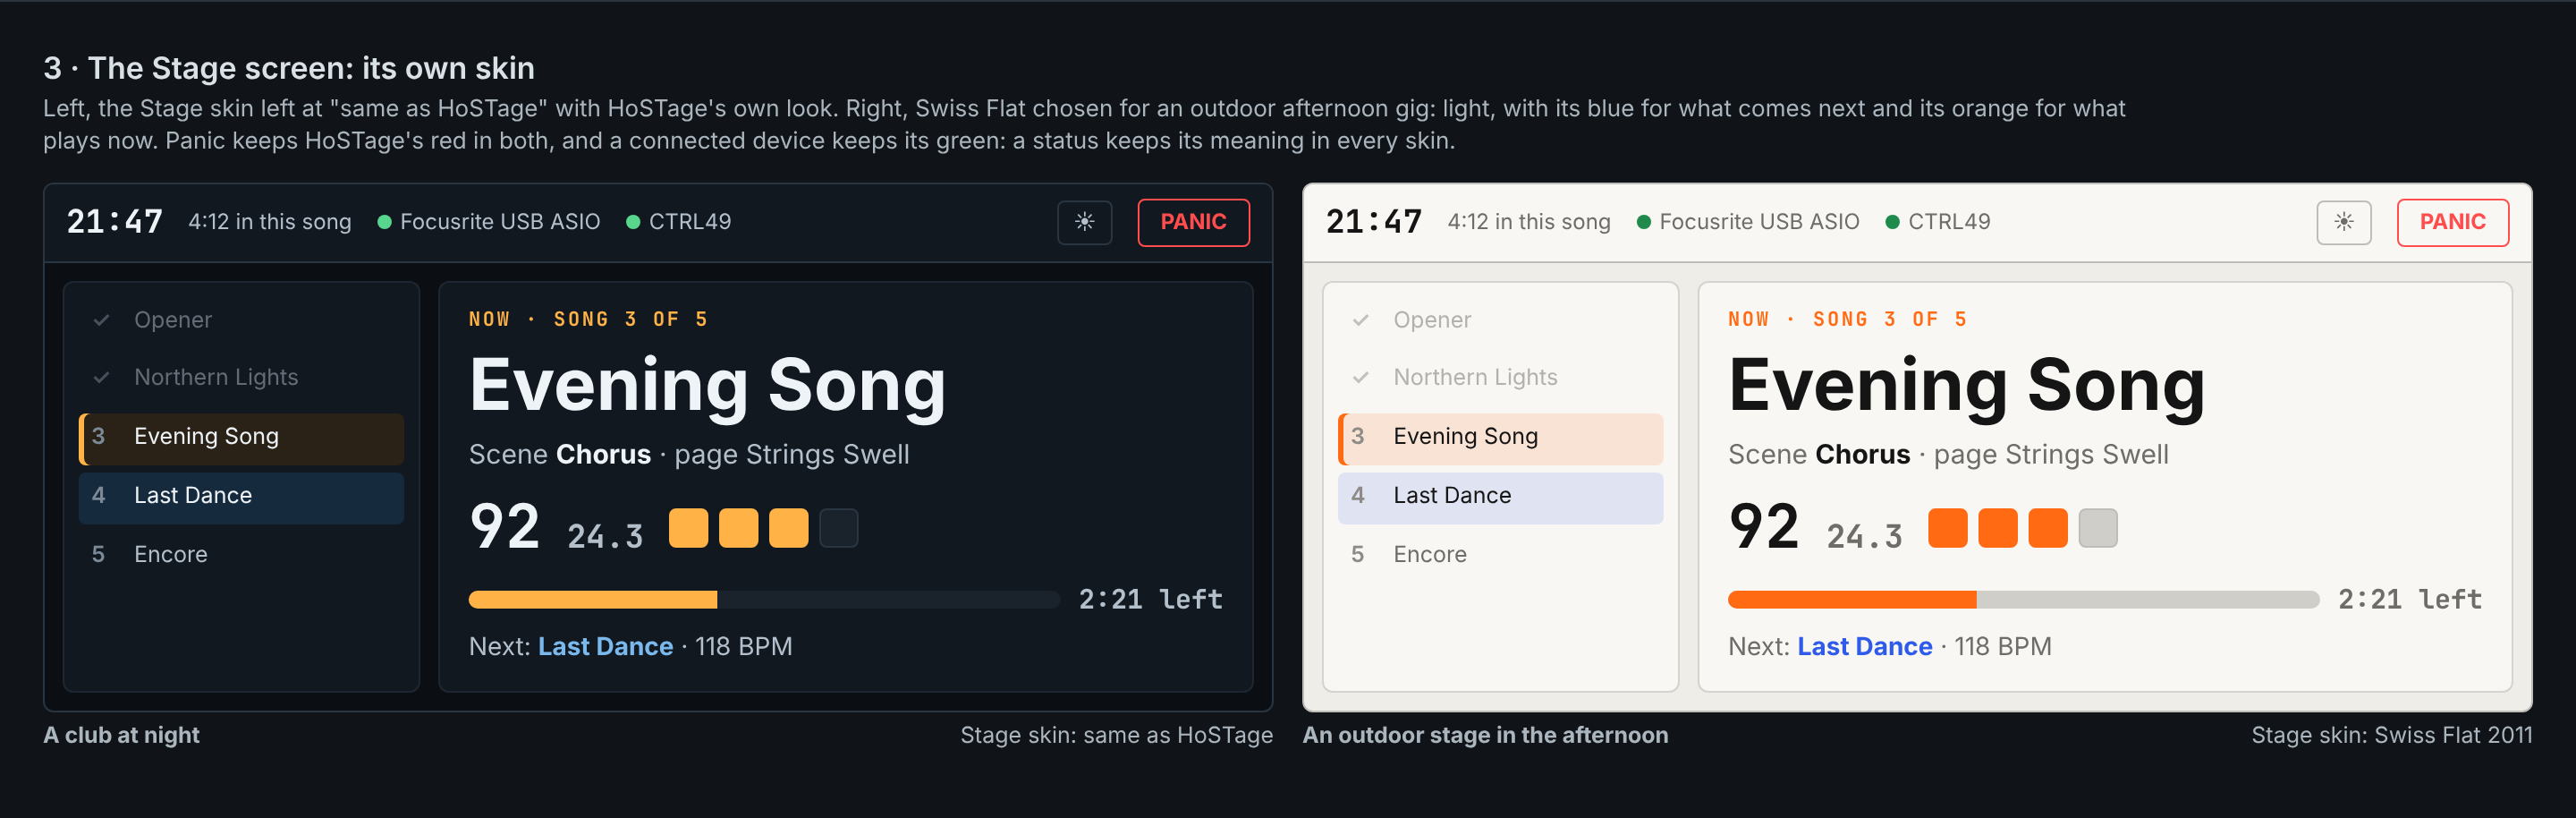 3 · The Stage screen: its own skin
Left, the Stage skin left at "same as HoSTage" with HoSTage's own look. Right, Swiss Flat chosen for an outdoor afternoon gig: light, with its blue for what comes next and its orange for what
plays now. Panic keeps HoSTage's red in both, and a connected device keeps its green: a status keeps its meaning in every skin.
21:47 4:12 in this song Focusrite USB ASIO CTRL49 PANIC
✓ Opener
✓ Northern Lights
3 Evening Song
4 Last Dance
5 Encore
NOW · SONG 3 OF 5
Evening Song
Scene Chorus · page Strings Swell
92 24.3
2:21 left
Next: Last Dance · 118 BPM
A club at night
Stage skin: same as HoSTage
21:47 4:12 in this song Focusrite USB ASIO CTRL49 PANIC
✓ Opener
✓ Northern Lights
3 Evening Song
4 Last Dance
5 Encore
NOW · SONG 3 OF 5
Evening Song
Scene Chorus · page Strings Swell
92 24.3
2:21 left
Next: Last Dance · 118 BPM
An outdoor stage in the afternoon
Stage skin: Swiss Flat 2011